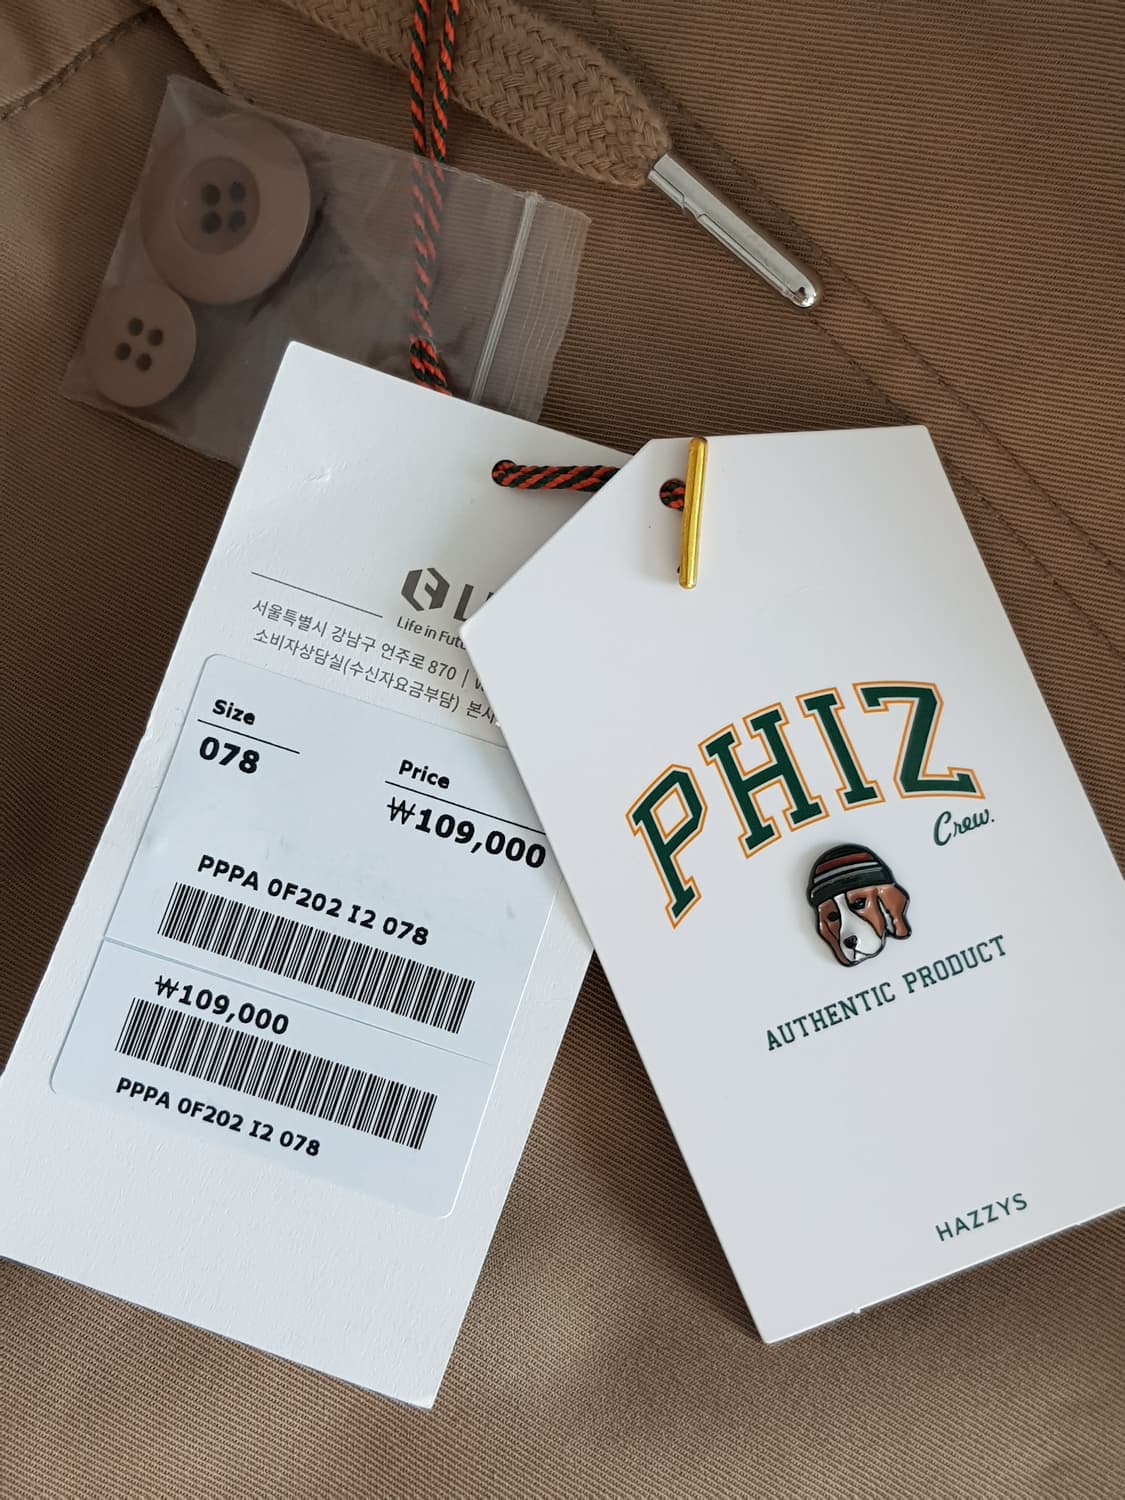 Life in
서울특별시 강남구 언주로 870 |
소비자상담실(수신자요금부담) 본사
Size
078
Price
₩109,000
PPPA 0F202 I2 078
₩109,000
PPPA 0F202 I2 078
PHIZ
Crew.
AUTHENTIC PRODUCT
HAZZYS